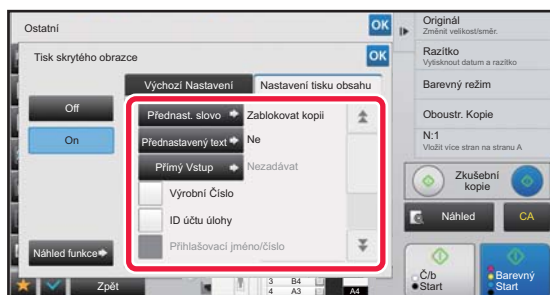 Ostatní
OK
Tisk skrytého obrazce
OK
Výchozí Nastavení
Nastavení tisku obsahu
Off
On
Přednast. slovo
Zablokovat kopii
Přednastavený text
Ne
Přímý Vstup
Nezadávat
Výrobní Číslo
ID účtu úlohy
Přihlašovací jméno/číslo
Náhled funkce
Zpět
3 B4
4 A3
A4
Originál
Změnit velikost/směr.
Razítko
Vytisknout datum a razítko
Barevný režim
Oboustr. Kopie
N:1
Vložit více stran na stranu A
Zkušební
kopie
Náhled
CA
Č/b
Start
Barevný
Start